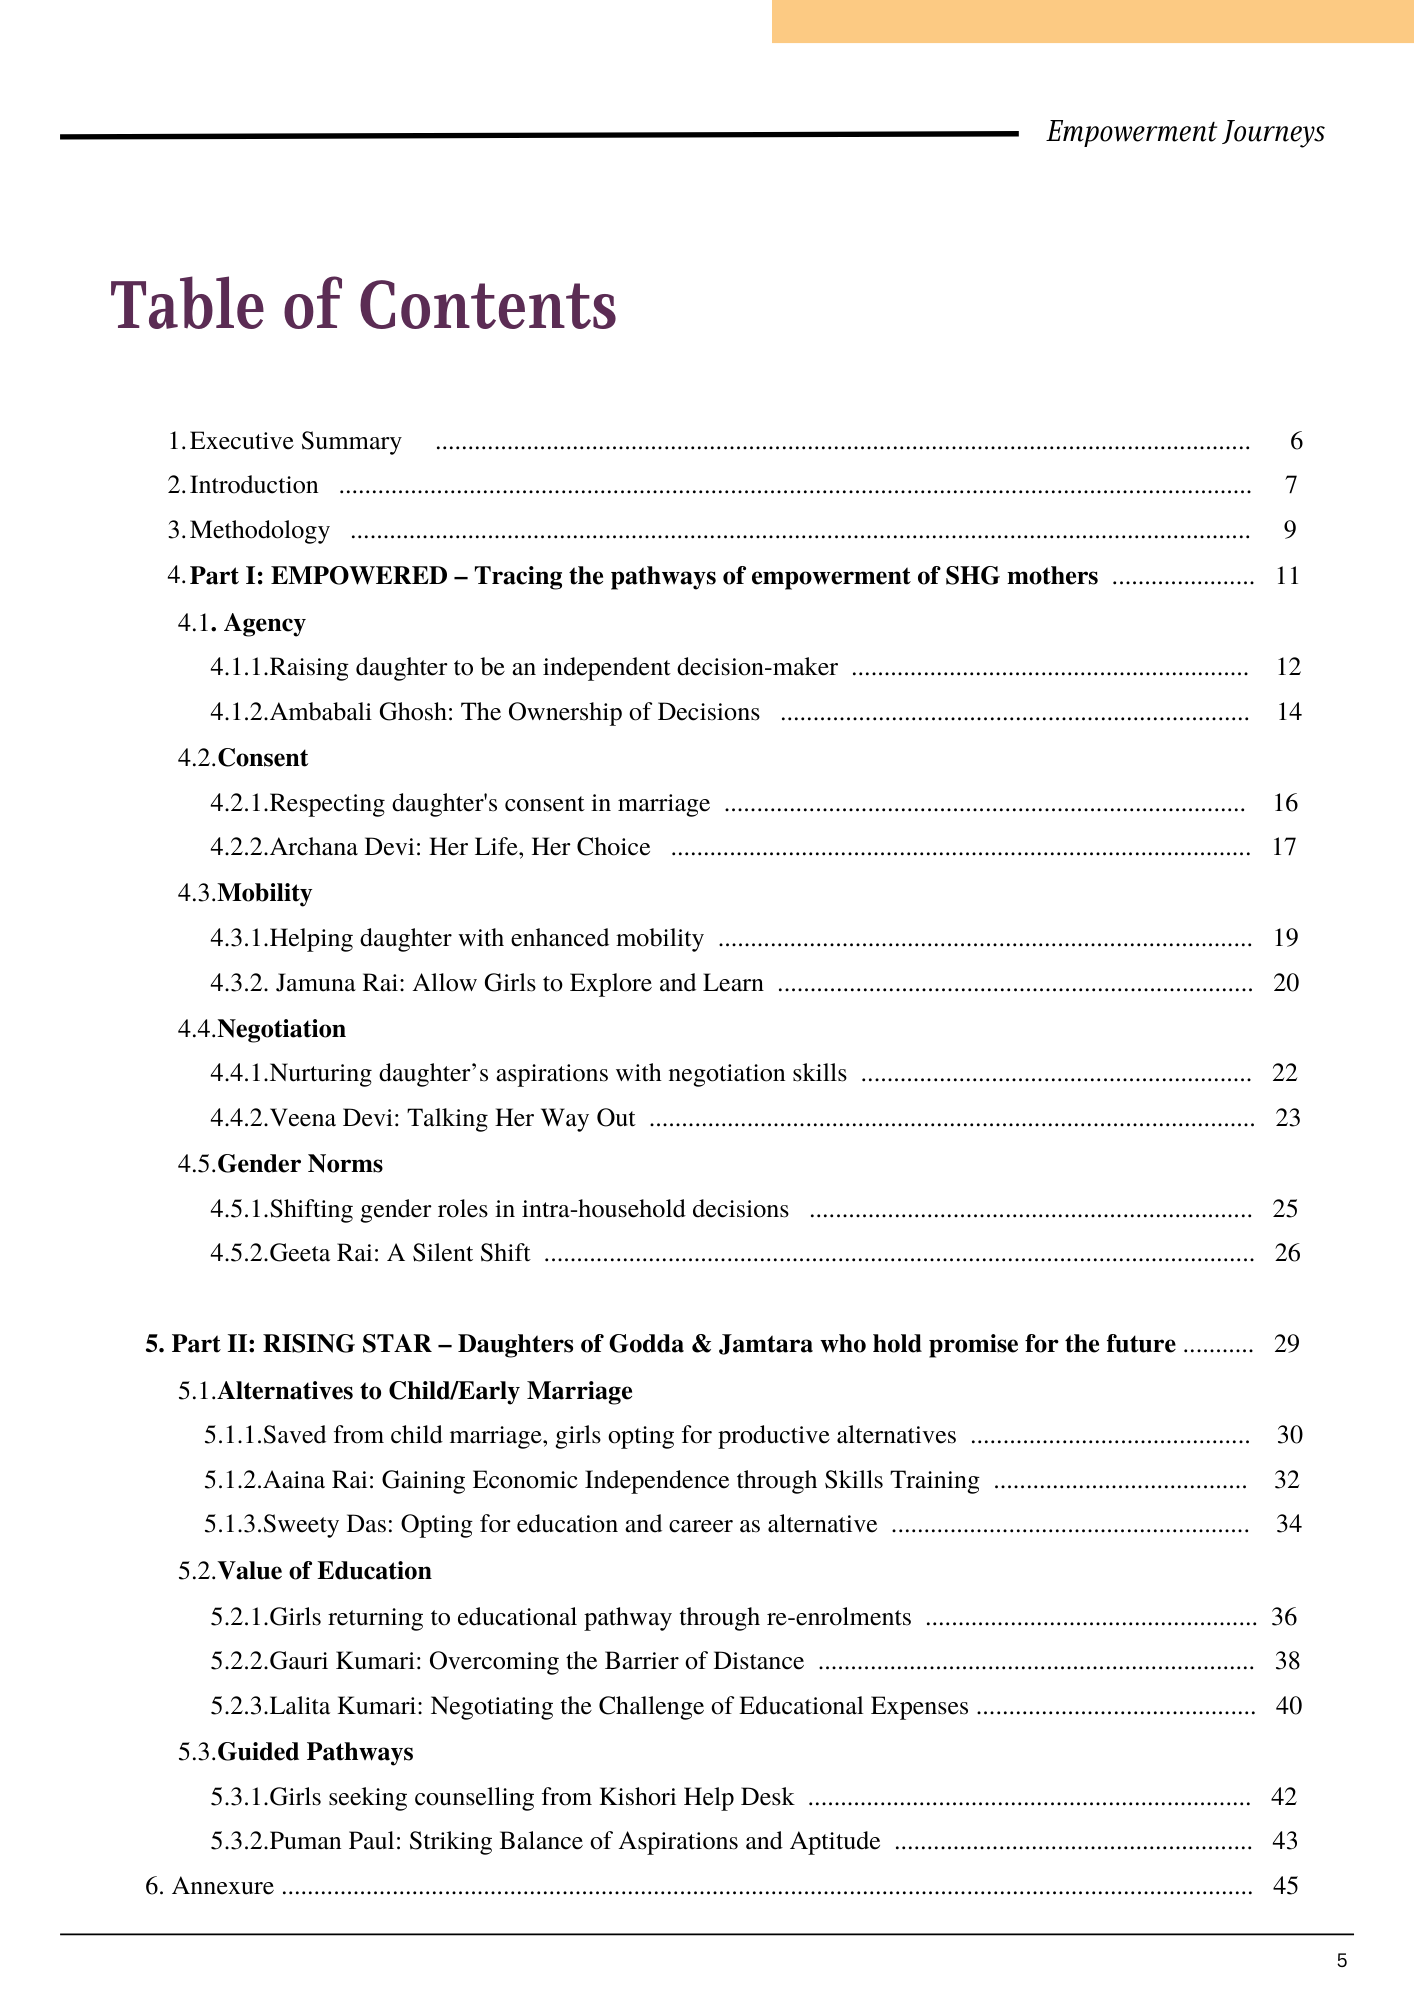 Empowerment Journeys
Table of Contents
1. Executive Summary .......... 6
2. Introduction .......... 7
3. Methodology .......... 9
4. Part I: EMPOWERED – Tracing the pathways of empowerment of SHG mothers .......... 11
4.1. Agency
4.1.1.Raising daughter to be an independent decision-maker .......... 12
4.1.2.Ambabali Ghosh: The Ownership of Decisions .......... 14
4.2.Consent
4.2.1.Respecting daughter's consent in marriage .......... 16
4.2.2.Archana Devi: Her Life, Her Choice .......... 17
4.3.Mobility
4.3.1.Helping daughter with enhanced mobility .......... 19
4.3.2. Jamuna Rai: Allow Girls to Explore and Learn .......... 20
4.4.Negotiation
4.4.1.Nurturing daughter’s aspirations with negotiation skills .......... 22
4.4.2.Veena Devi: Talking Her Way Out .......... 23
4.5.Gender Norms
4.5.1.Shifting gender roles in intra-household decisions .......... 25
4.5.2.Geeta Rai: A Silent Shift .......... 26
5. Part II: RISING STAR – Daughters of Godda & Jamtara who hold promise for the future .......... 29
5.1.Alternatives to Child/Early Marriage
5.1.1.Saved from child marriage, girls opting for productive alternatives .......... 30
5.1.2.Aaina Rai: Gaining Economic Independence through Skills Training .......... 32
5.1.3.Sweety Das: Opting for education and career as alternative .......... 34
5.2.Value of Education
5.2.1.Girls returning to educational pathway through re-enrolments .......... 36
5.2.2.Gauri Kumari: Overcoming the Barrier of Distance .......... 38
5.2.3.Lalita Kumari: Negotiating the Challenge of Educational Expenses .......... 40
5.3.Guided Pathways
5.3.1.Girls seeking counselling from Kishori Help Desk .......... 42
5.3.2.Puman Paul: Striking Balance of Aspirations and Aptitude .......... 43
6. Annexure .......... 45
5